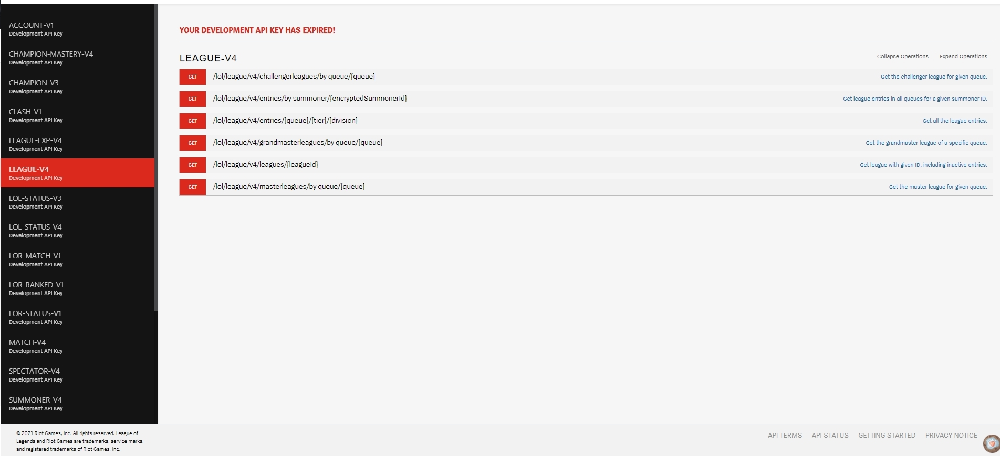 ACCOUNT-V1
Development API Key
CHAMPION-MASTERY-V4
Development API Key
CHAMPION-V3
Development API Key
CLASH-V1
Development API Key
LEAGUE-EXP-V4
Development API Key
LEAGUE-V4
Development API Key
LOL-STATUS-V3
Development API Key
LOL-STATUS-V4
Development API Key
LOR-MATCH-V1
Development API Key
LOR-RANKED-V1
Development API Key
LOR-STATUS-V1
Development API Key
MATCH-V4
Development API Key
SPECTATOR-V4
Development API Key
SUMMONER-V4
Development API Key
YOUR DEVELOPMENT API KEY HAS EXPIRED!
LEAGUE-V4
Collapse Operations Expand Operations
GET /lol/league/v4/challengerleagues/by-queue/{queue} Get the challenger league for given queue.
GET /lol/league/v4/entries/by-summoner/{encryptedSummonerId} Get league entries in all queues for a given summoner ID.
GET /lol/league/v4/entries/{queue}/{tier}/{division} Get all the league entries.
GET /lol/league/v4/grandmasterleagues/by-queue/{queue} Get the grandmaster league of a specific queue.
GET /lol/league/v4/leagues/{leagueId} Get league with given ID, including inactive entries.
GET /lol/league/v4/masterleagues/by-queue/{queue} Get the master league for given queue.
© 2021 Riot Games, Inc. All rights reserved. League of
Legends and Riot Games are trademarks, service marks,
and registered trademarks of Riot Games, Inc.
API TERMS API STATUS GETTING STARTED PRIVACY NOTICE